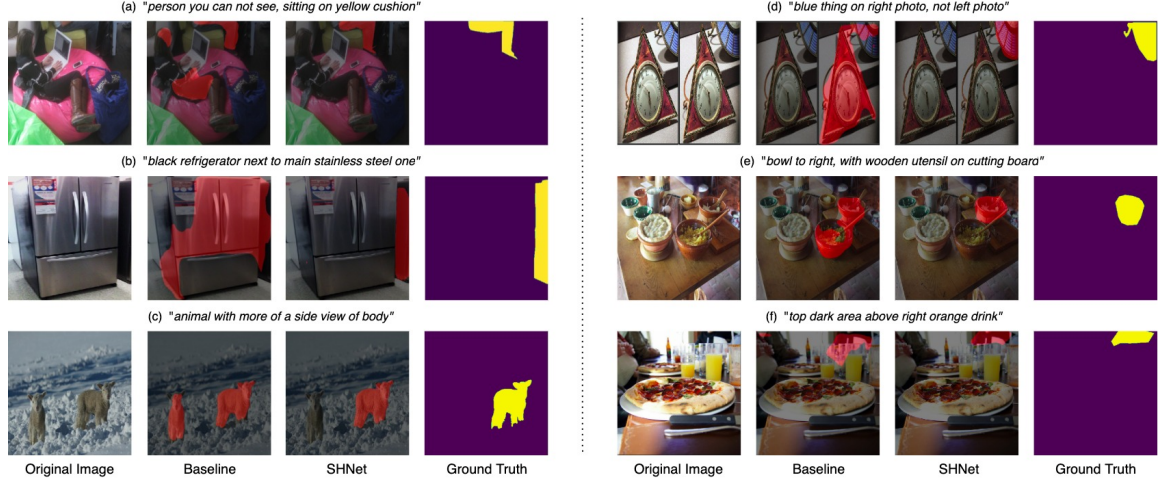 (a) "person you can not see, sitting on yellow cushion"
(b) "black refrigerator next to main stainless steel one"
(c) "animal with more of a side view of body"
Original Image Baseline SHNet Ground Truth
(d) "blue thing on right photo, not left photo"
(e) "bowl to right, with wooden utensil on cutting board"
(f) "top dark area above right orange drink"
Original Image Baseline SHNet Ground Truth